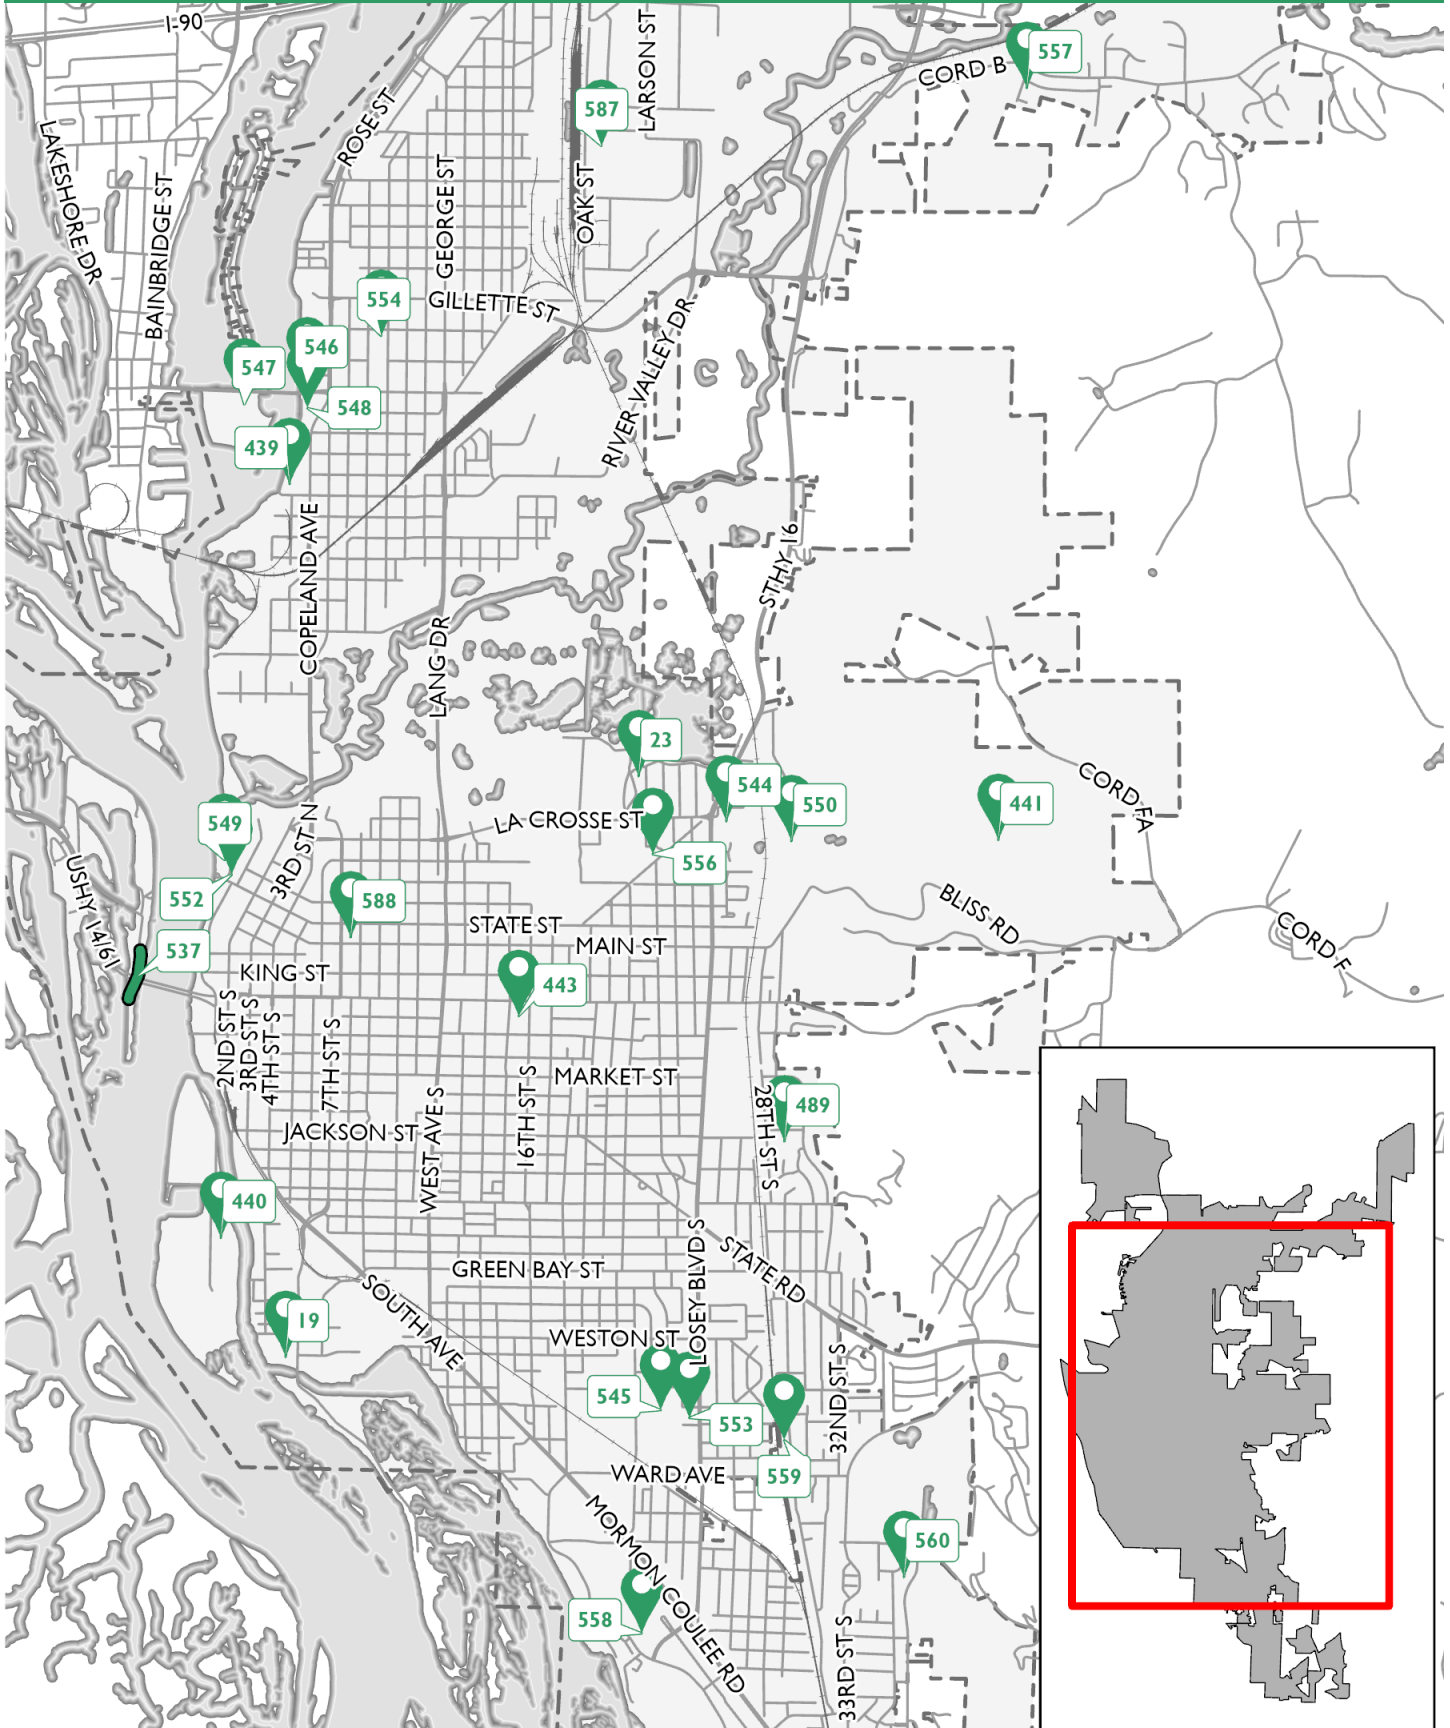 I-90
LARSON ST
557
CORD B
587
ROSE ST
LAKESHORE DR
BAINBRIDGE ST
GEORGE ST
OAK ST
554
GILLETTE ST
RIVER VALLEY DR
546
547
548
439
COPELAND AVE
STHY 16
LANG DR
23
544
550
441
CORD FA
549
LA CROSSE ST
556
3RD ST N
USHY 14/61
552
588
BLISS RD
STATE ST
MAIN ST
CORD F
537
KING ST
443
2ND ST S
3RD ST S
4TH ST S
7TH ST S
MARKET ST
16TH ST S
28TH ST S
489
JACKSON ST
WEST AVE S
440
LOSEY BLVD S
STATE RD
GREEN BAY ST
SOUTH AVE
19
WESTON ST
32ND ST S
545
553
559
WARD AVE
MORMON COULEE RD
560
558
33RD ST S